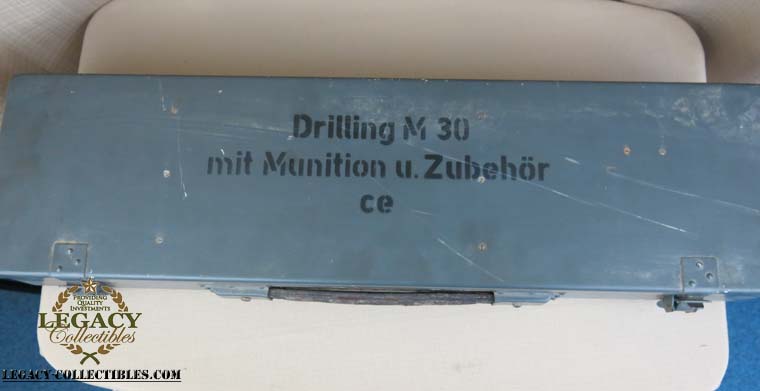 Drilling M 30
mit Munition u. Zubehör
ce
PROVIDING
QUALITY
INVESTMENTS
LEGACY
Collectibles
LEGACY-COLLECTIBLES.COM